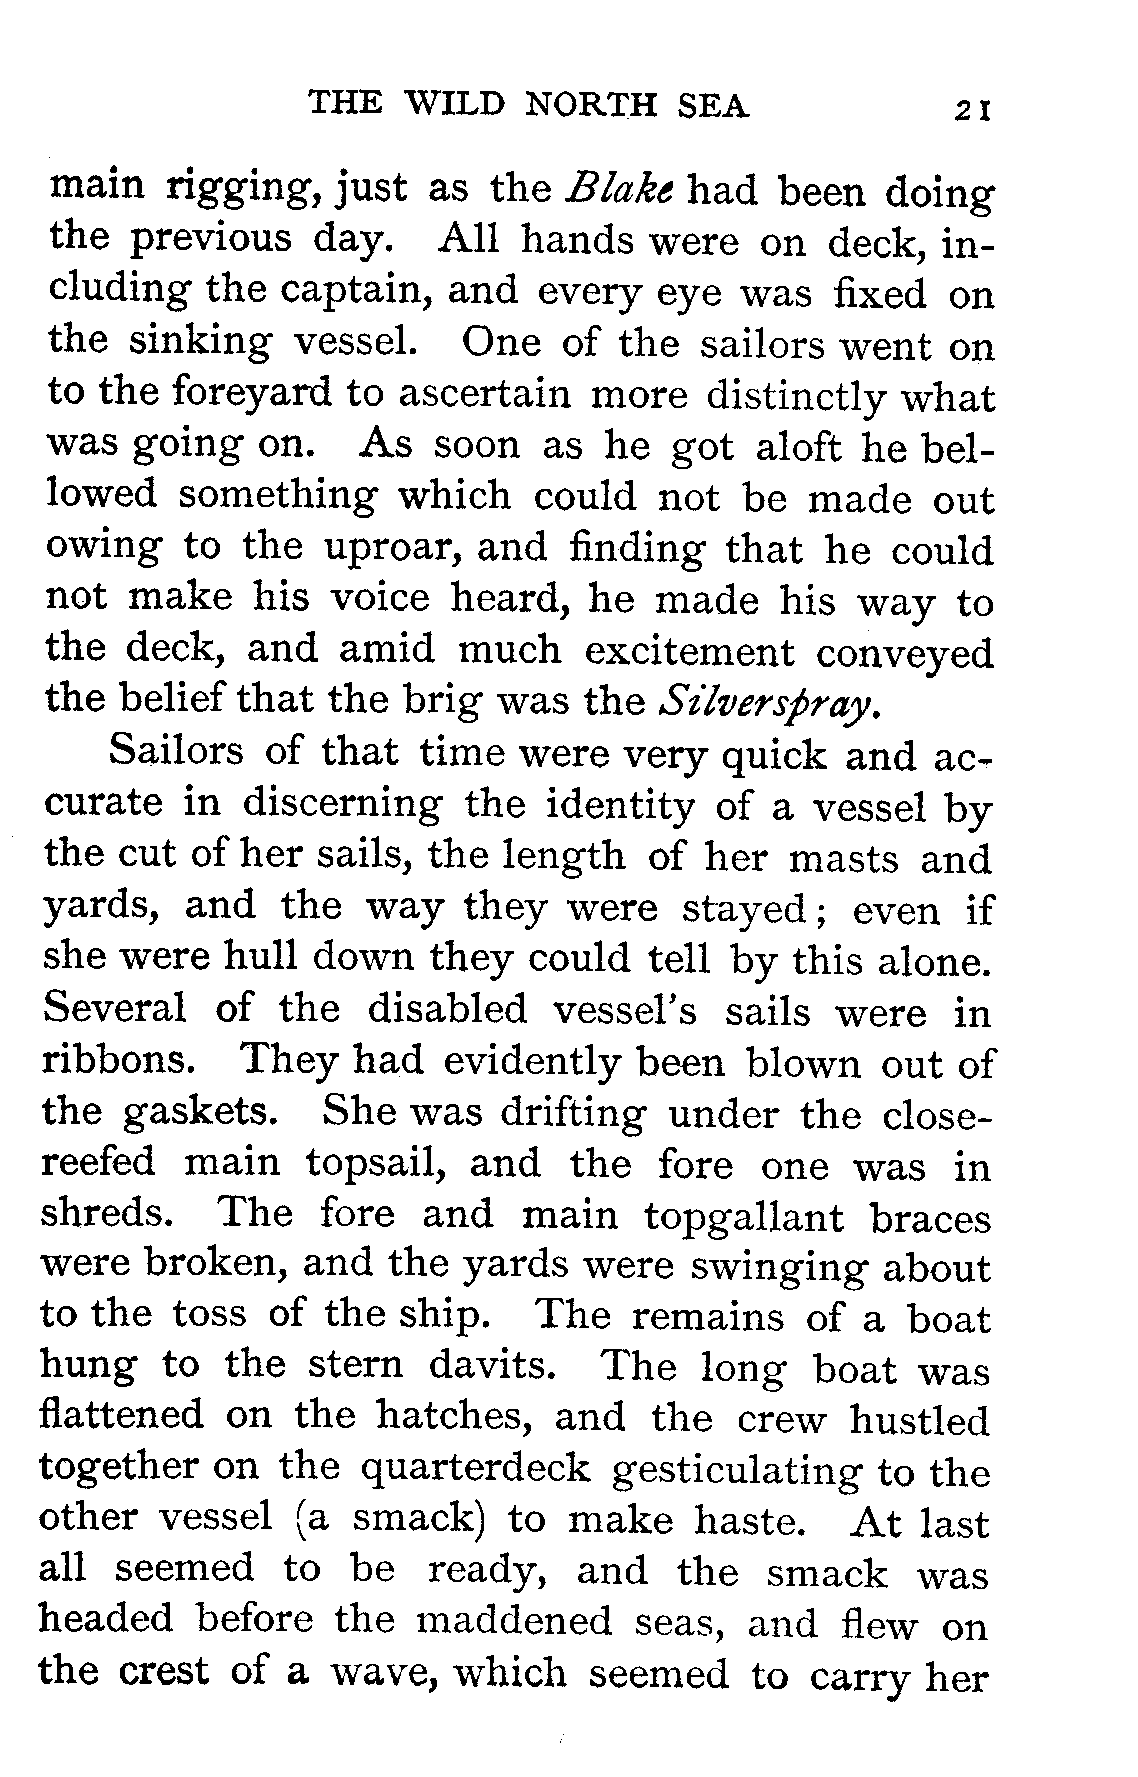 THE WILD NORTH SEA 21
main rigging, just as the Blake had been doing
the previous day. All hands were on deck, in-
cluding the captain, and every eye was fixed on
the sinking vessel. One of the sailors went on
to the foreyard to ascertain more distinctly what
was going on. As soon as he got aloft he bel-
lowed something which could not be made out
owing to the uproar, and finding that he could
not make his voice heard, he made his way to
the deck, and amid much excitement conveyed
the belief that the brig was the Silverspray.
Sailors of that time were very quick and ac-
curate in discerning the identity of a vessel by
the cut of her sails, the length of her masts and
yards, and the way they were stayed; even if
she were hull down they could tell by this alone.
Several of the disabled vessel's sails were in
ribbons. They had evidently been blown out of
the gaskets. She was drifting under the close-
reefed main topsail, and the fore one was in
shreds. The fore and main topgallant braces
were broken, and the yards were swinging about
to the toss of the ship. The remains of a boat
hung to the stern davits. The long boat was
flattened on the hatches, and the crew hustled
together on the quarterdeck gesticulating to the
other vessel (a smack) to make haste. At last
all seemed to be ready, and the smack was
headed before the maddened seas, and flew on
the crest of a wave, which seemed to carry her